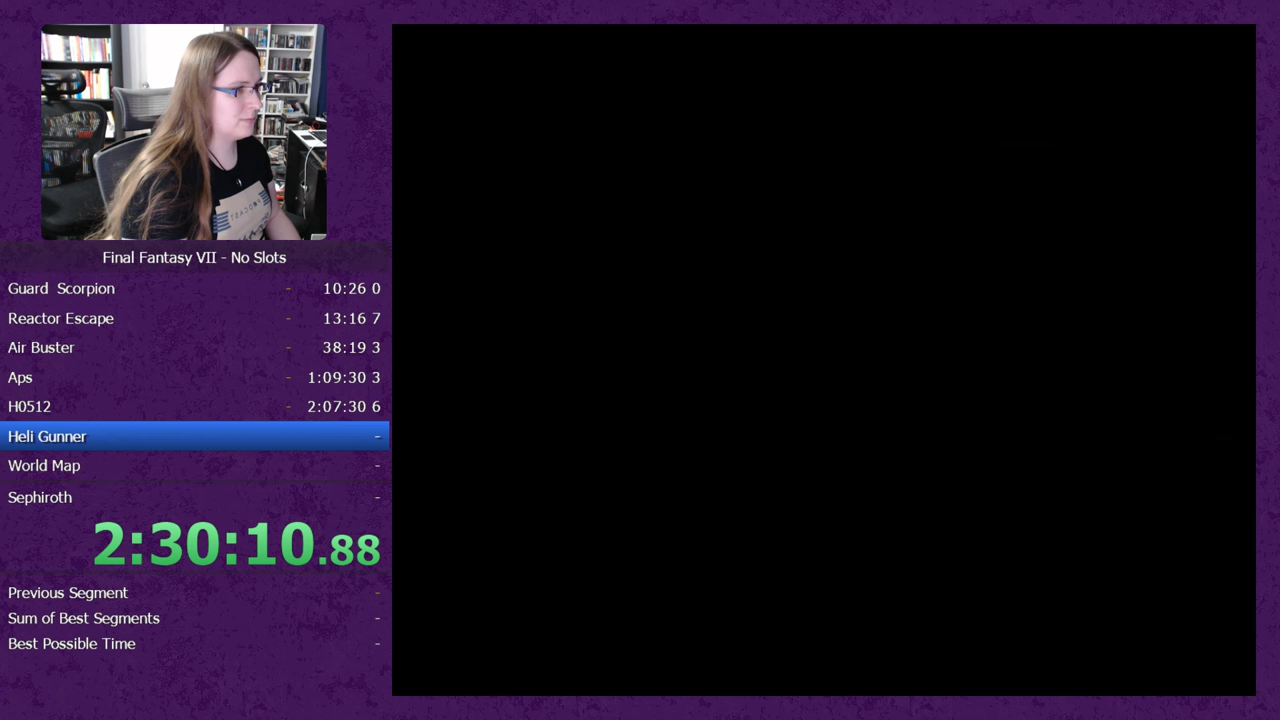 Final Fantasy VII - No Slots
Guard Scorpion - 10:26 0
Reactor Escape - 13:16 7
Air Buster - 38:19 3
Aps - 1:09:30 3
H0512 - 2:07:30 6
Heli Gunner -
World Map -
Sephiroth -
2:30:10.88
Previous Segment -
Sum of Best Segments -
Best Possible Time -